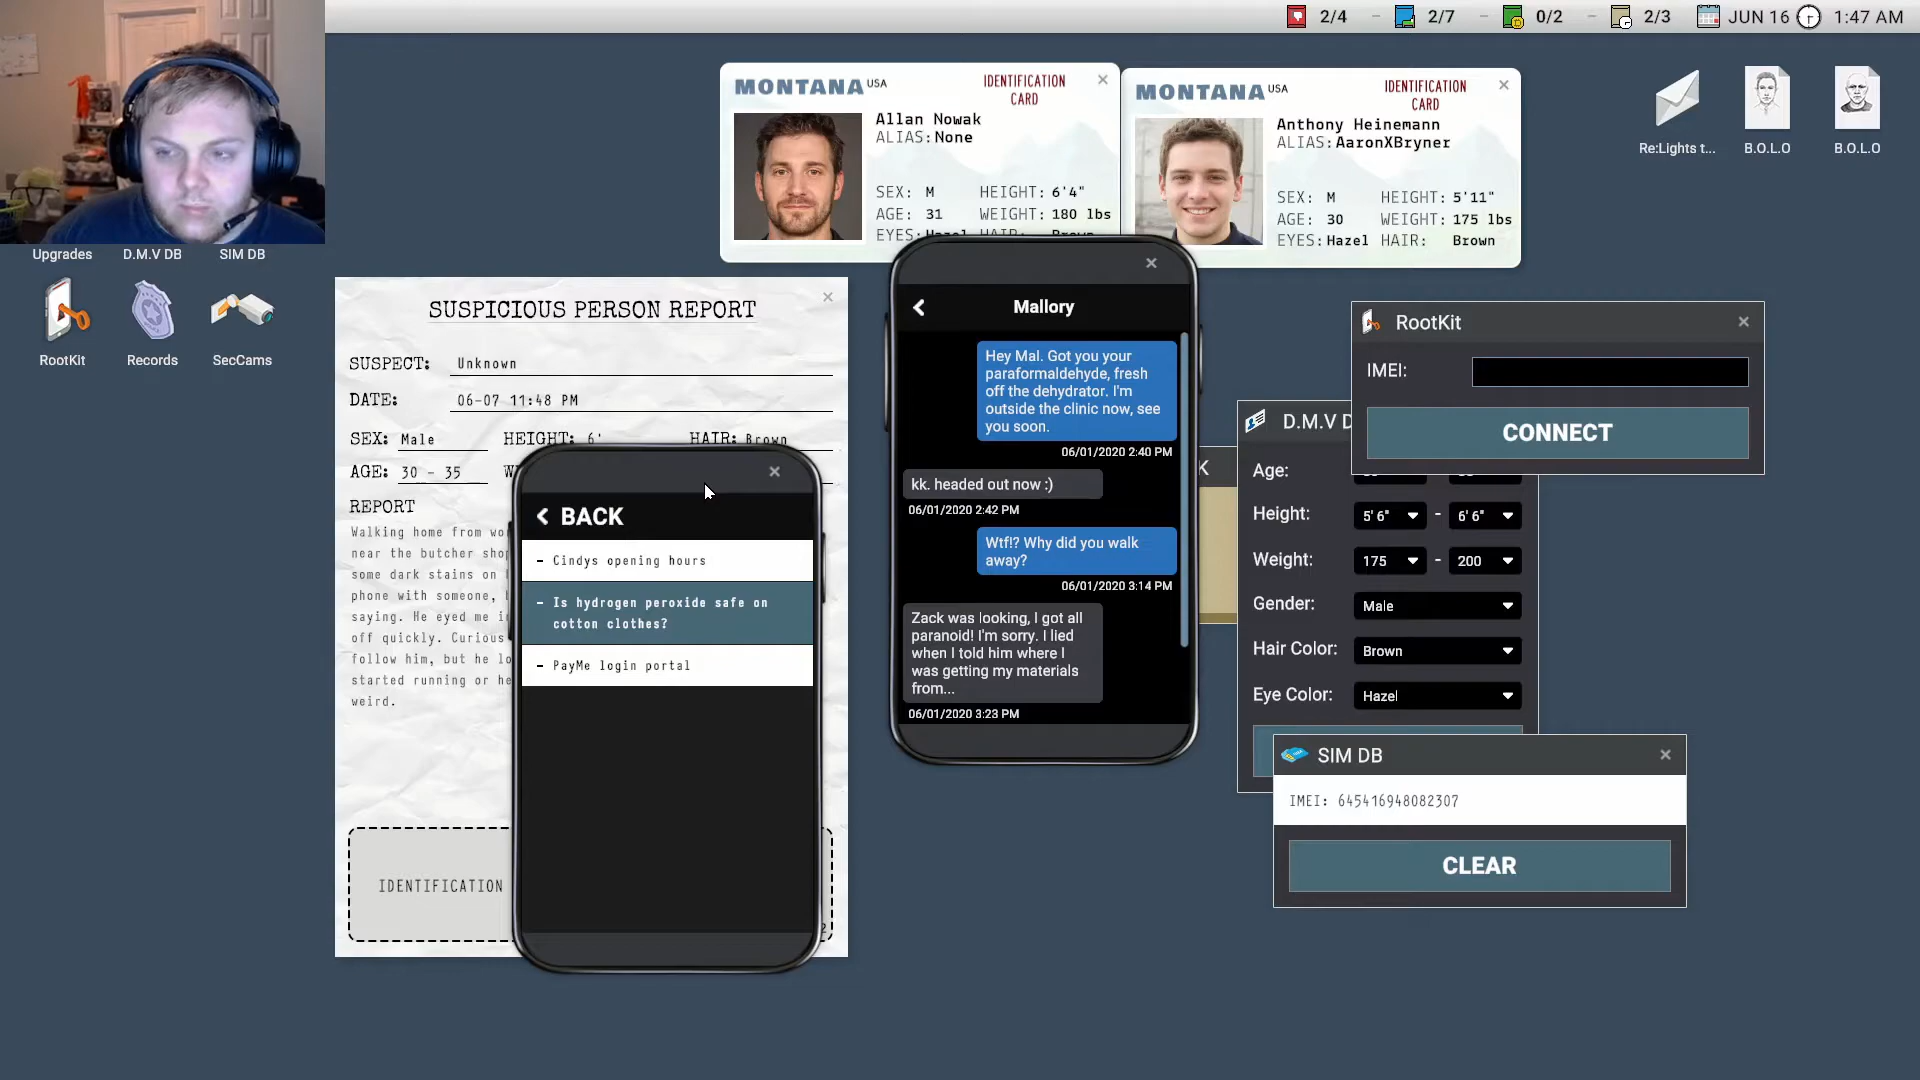 2/4
2/7
0/2
2/3
JUN 16
1:47 AM
MONTANA USA
IDENTIFICATION
CARD
Allan Nowak
ALIAS: None
SEX: M HEIGHT: 6'4"
AGE: 31 WEIGHT: 180 lbs
EYES: Hazel Brown
MONTANA USA
IDENTIFICATION
CARD
Anthony Heinemann
ALIAS: AaronXBryner
SEX: M HEIGHT: 5'11"
AGE: 30 WEIGHT: 175 lbs
EYES: Hazel HAIR: Brown
Re:Lights t...
B.O.L.O
B.O.L.O
Upgrades
D.M.V DB
SIM DB
RootKit
Records
SecCams
SUSPICIOUS PERSON REPORT
SUSPECT: Unknown
DATE: 06-07 11:48 PM
SEX: Male HEIGHT: 6' HAIR: Brown
AGE: 30 - 35
REPORT
Walking home from
near the butcher
some dark stains on
phone with someone,
saying. He eyed me
off quickly. Curious
follow him, but he
started running or he
weird.
IDENTIFICATION
BACK
- Cindys opening hours
- Is hydrogen peroxide safe on
cotton clothes?
- PayMe login portal
Mallory
Hey Mal. Got you your
paraformaldehyde, fresh
off the dehydrator. I'm
outside the clinic now, see
you soon.
06/01/2020 2:40 PM
kk. headed out now :)
06/01/2020 2:42 PM
Wtf!? Why did you walk
away?
06/01/2020 3:14 PM
Zack was looking, I got all
paranoid! I'm sorry. I lied
when I told him where I
was getting my materials
from...
06/01/2020 3:23 PM
RootKit
IMEI:
CONNECT
D.M.V
Age:
Height: 5' 6" - 6' 6"
Weight: 175 - 200
Gender: Male
Hair Color: Brown
Eye Color: Hazel
SIM DB
IMEI: 645416948082307
CLEAR